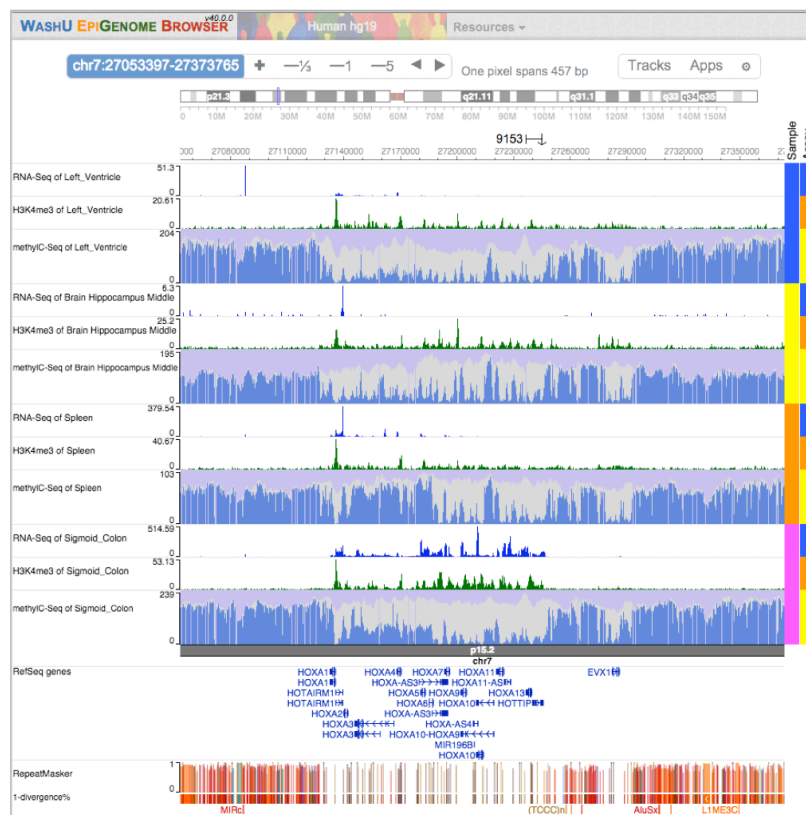 WASHU EPIGENOME BROWSER v40.0.0 Human hg19 Resources
chr7:27053397-27373765 + —⅓ —1 —5 One pixel spans 457 bp Tracks Apps
p21.3 q21.11 q31.1 q33 q34 q35
0 10M 20M 30M 40M 50M 60M 70M 80M 90M 100M 110M 120M 130M 140M 150M
9153
000 27080000 27110000 27140000 27170000 27200000 27230000 27260000 27290000 27320000 27350000 27
Sample
RNA-Seq of Left_Ventricle 51.3 0
H3K4me3 of Left_Ventricle 20.61 0
methylC-Seq of Left_Ventricle 204 0
RNA-Seq of Brain Hippocampus Middle 6.3 0
H3K4me3 of Brain Hippocampus Middle 25.2 0
methylC-Seq of Brain Hippocampus Middle 195 0
RNA-Seq of Spleen 379.54 0
H3K4me3 of Spleen 40.67 0
methylC-Seq of Spleen 103 0
RNA-Seq of Sigmoid_Colon 514.59 0
H3K4me3 of Sigmoid_Colon 53.13 0
methylC-Seq of Sigmoid_Colon 239 0
p15.2
chr7
RefSeq genes HOXA1 HOXA4 HOXA7 HOXA11 EVX1
HOXA1 HOXA-AS3 HOXA11-AS
HOTAIRM1 HOXA5 HOXA9 HOXA13
HOTAIRM1 HOXA6 HOXA10 HOTTIP
HOXA2 HOXA-AS3
HOXA3 HOXA-AS4
HOXA3 HOXA10-HOXA9
MIR196B
HOXA10
RepeatMasker 1 0
1-divergence%
MIRc (TCCC)n AluSx L1ME3C